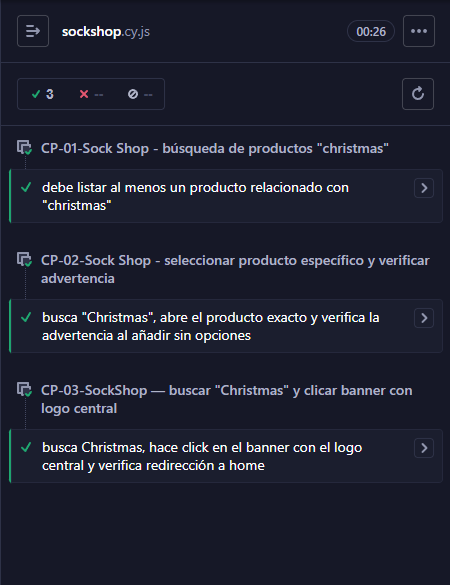 sockshop.cy.js
00:26
3 -- --
CP-01-Sock Shop - búsqueda de productos "christmas"
debe listar al menos un producto relacionado con
"christmas"
CP-02-Sock Shop - seleccionar producto específico y verificar
advertencia
busca "Christmas", abre el producto exacto y verifica la
advertencia al añadir sin opciones
CP-03-SockShop — buscar "Christmas" y clicar banner con
logo central
busca Christmas, hace click en el banner con el logo
central y verifica redirección a home